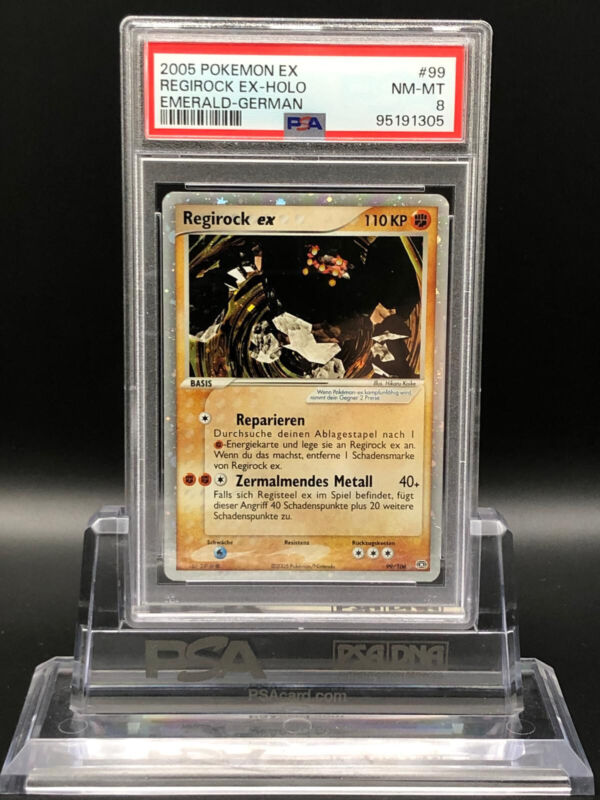 2005 POKEMON EX #99
REGIROCK EX-HOLO NM-MT
EMERALD-GERMAN 8
PSA 95191305
Regirock ex 110 KP
BASIS
illus. Hikaru Koike
Wenn Pokémon-ex kampfunfähig wird,
nimmt dein Gegner 2 Preise
Reparieren
Durchsuche deinen Ablagestapel nach 1
-Energiekarte und lege sie an Regirock ex an.
Wenn du das machst, entferne 1 Schadensmarke
von Regirock ex.
Zermalmendes Metall 40+
Falls sich Registeel ex im Spiel befindet, fügt
dieser Angriff 40 Schadenspunkte plus 20 weitere
Schadenspunkte zu.
Schwäche Resistenz Rückzugskosten
©2005 Pokémon/Nintendo 99/106
PSA PSA DNA
PSAcard.com